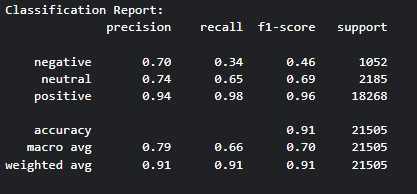 Classification Report:
precision recall f1-score support
negative 0.70 0.34 0.46 1052
neutral 0.74 0.65 0.69 2185
positive 0.94 0.98 0.96 18268
accuracy 0.91 21505
macro avg 0.79 0.66 0.70 21505
weighted avg 0.91 0.91 0.91 21505